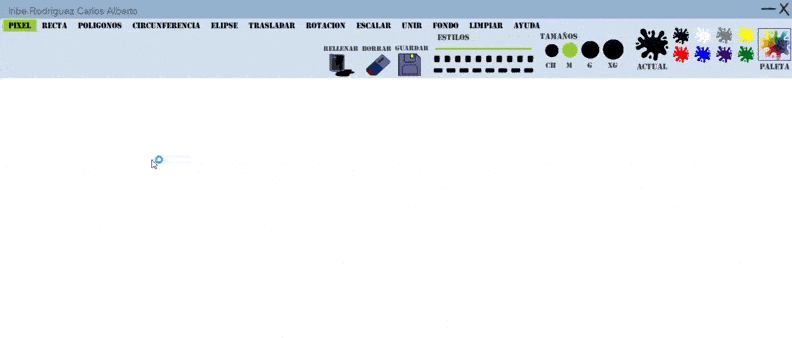 Iribe Rodriguez Carlos Alberto
PIXEL RECTA POLIGONOS CIRCUNFERENCIA ELIPSE TRASLADAR ROTACION ESCALAR UNIR FONDO LIMPIAR AYUDA
RELLENAR BORRAR GUARDAR ESTILOS TAMAÑOS
CH M G XG ACTUAL PALETA